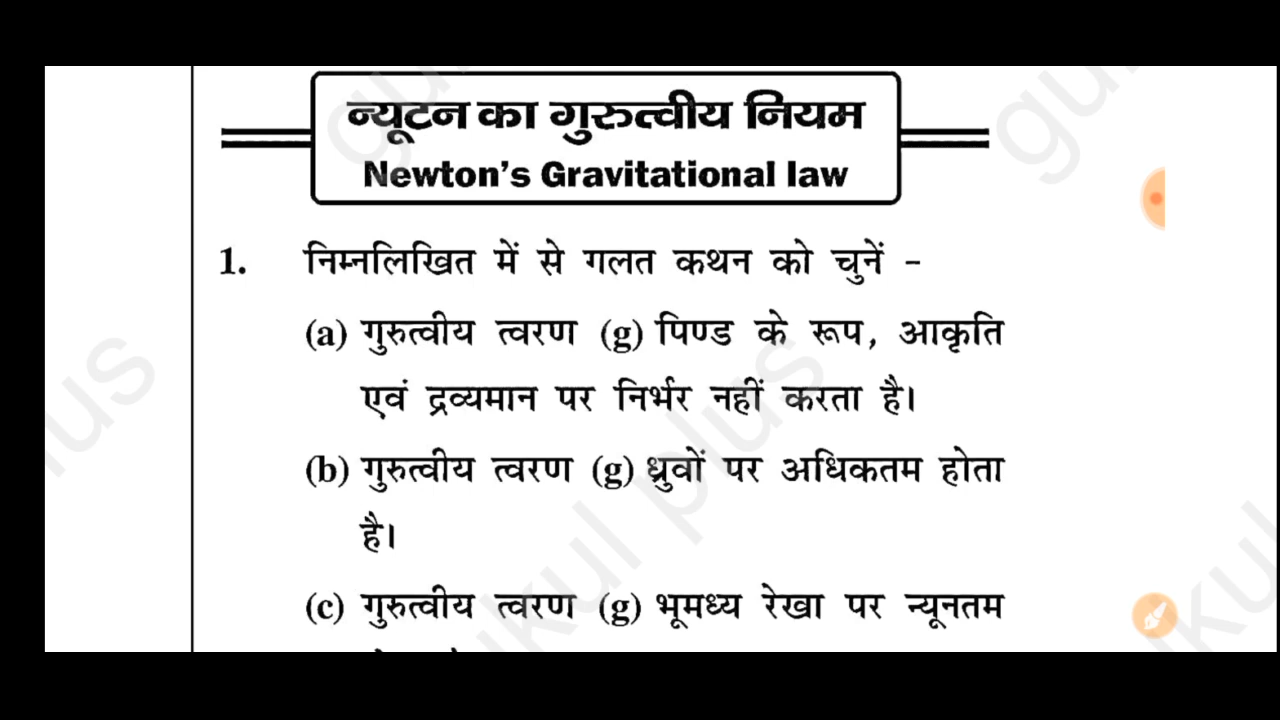 न्यूटन का गुरुत्वीय नियम
Newton's Gravitational law
1. निम्नलिखित में से गलत कथन को चुनें -
(a) गुरुत्वीय त्वरण (g) पिण्ड के रूप, आकृति
एवं द्रव्यमान पर निर्भर नहीं करता है।
(b) गुरुत्वीय त्वरण (g) ध्रुवों पर अधिकतम होता
है।
(c) गुरुत्वीय त्वरण (g) भूमध्य रेखा पर न्यूनतम